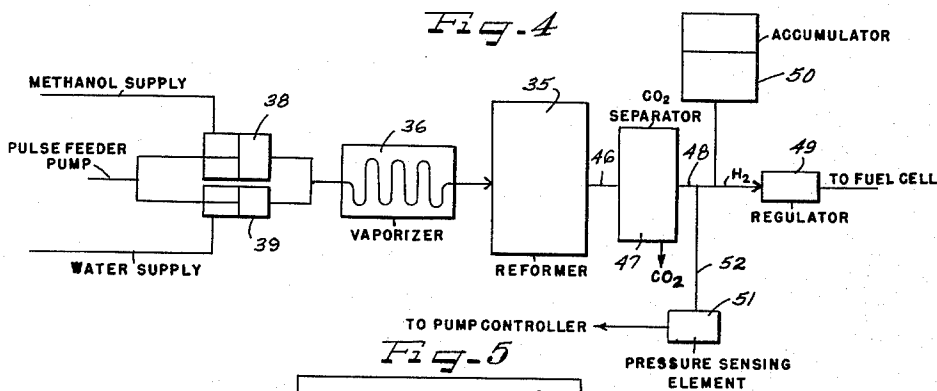 Fig-4
ACCUMULATOR
50
METHANOL SUPPLY
38
35
CO2
SEPARATOR
36
46
48
H2
49
TO FUEL CELL
PULSE FEEDER
PUMP
REGULATOR
39
VAPORIZER
47
CO2
52
WATER SUPPLY
REFORMER
51
TO PUMP CONTROLLER
PRESSURE SENSING
ELEMENT
Fig-5